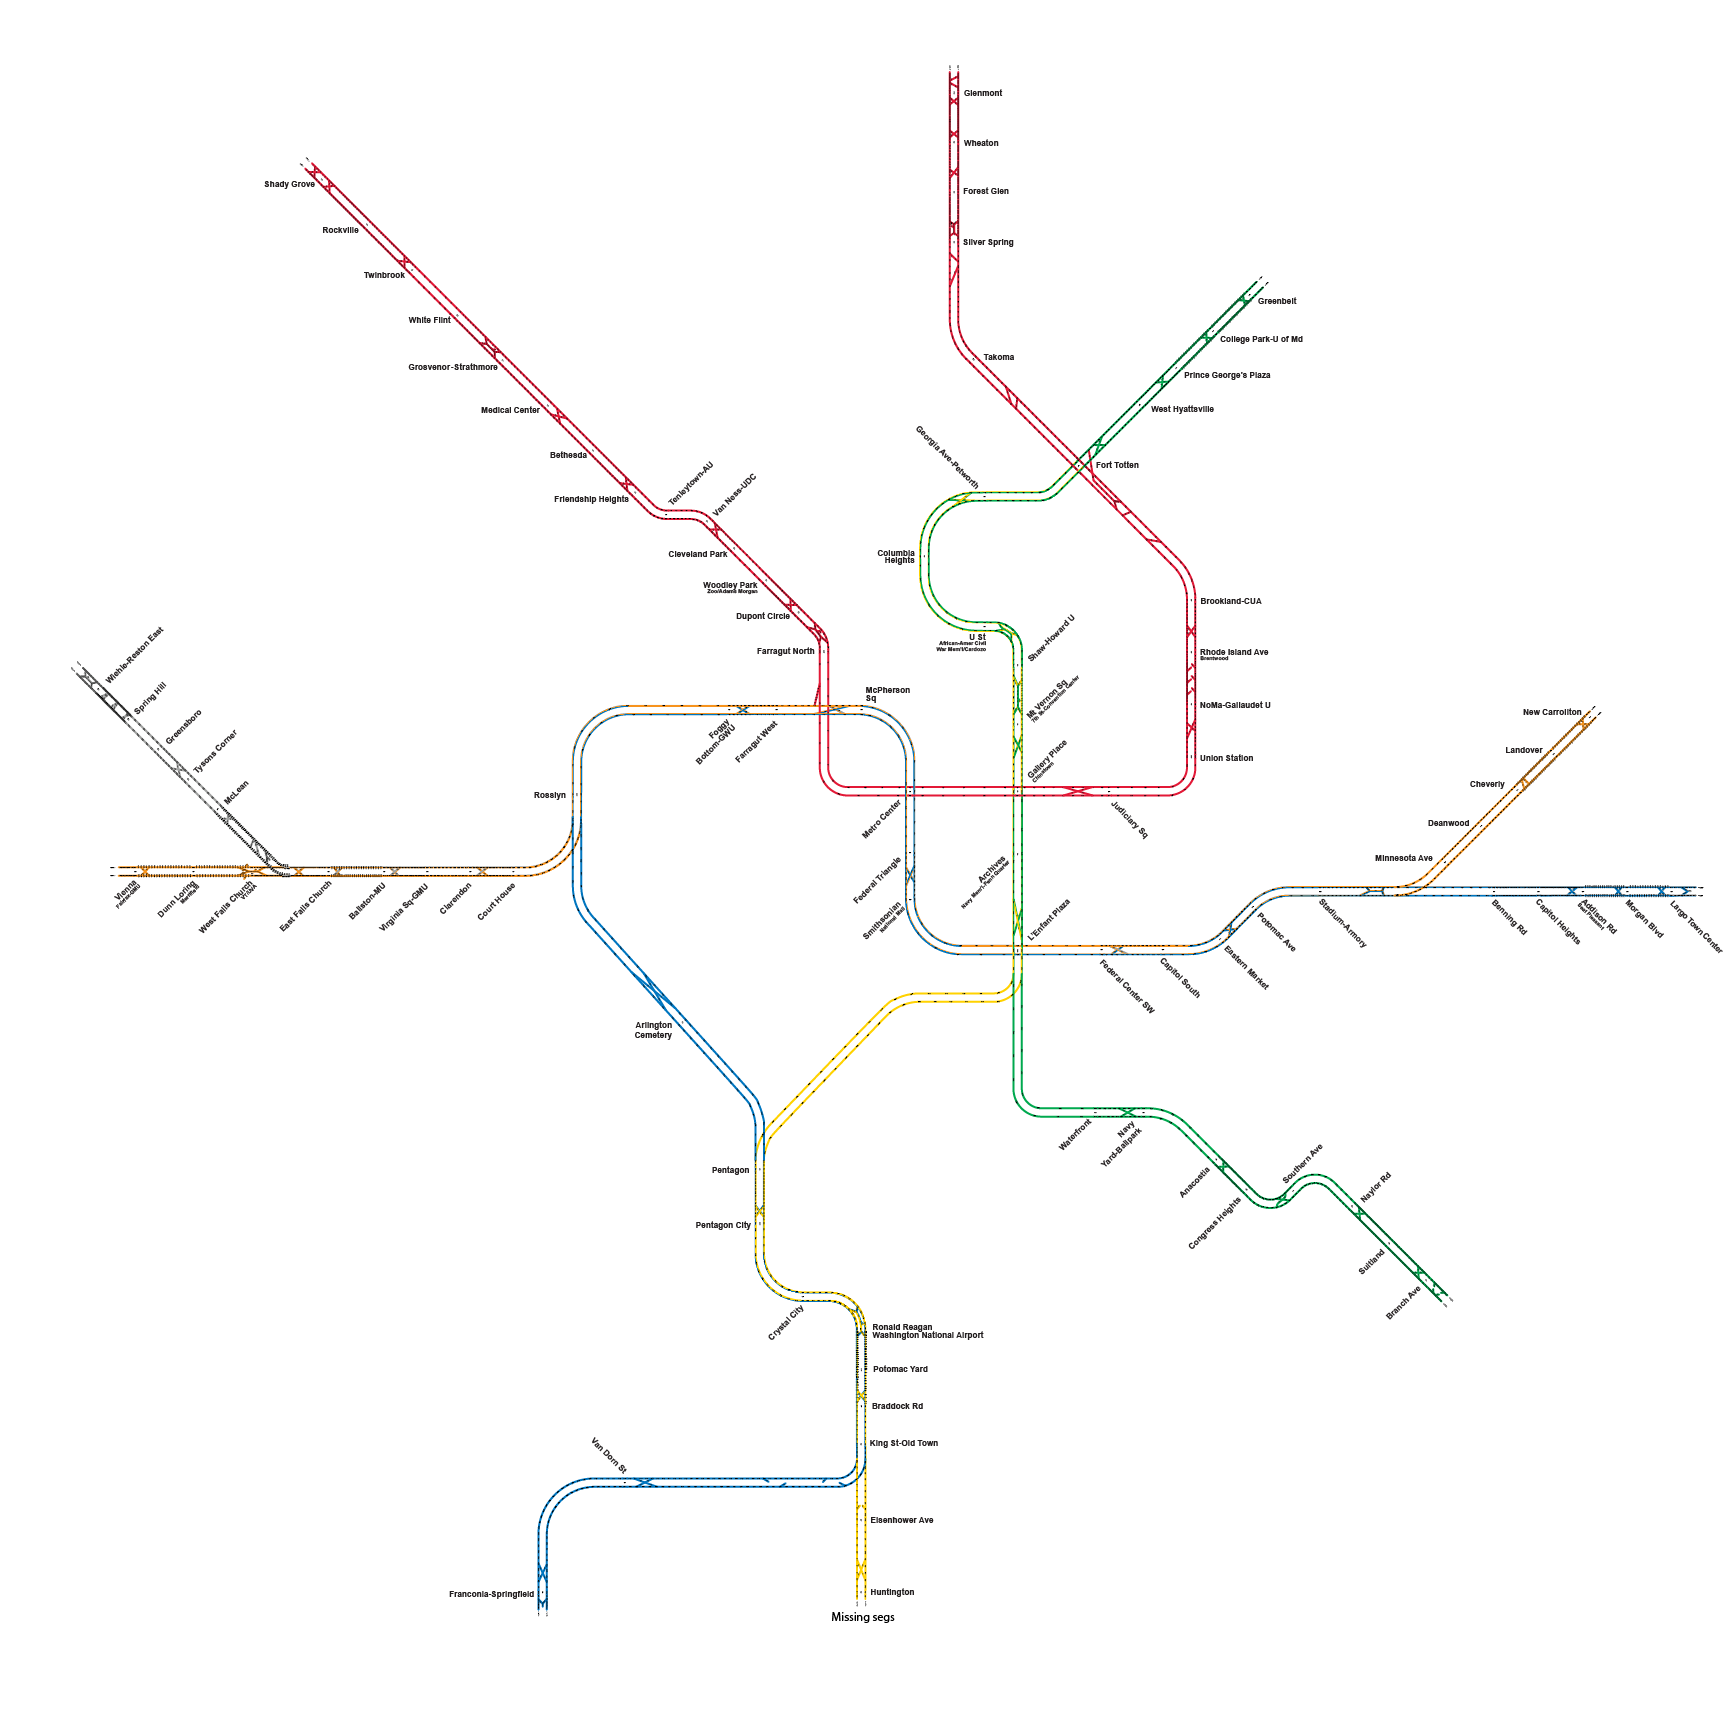 Glenmont
Wheaton
Forest Glen
Silver Spring
Takoma
Fort Totten
Brookland-CUA
Rhode Island Ave
Brentwood
NoMa-Gallaudet U
Union Station
Judiciary Sq
Gallery Place
Chinatown
Metro Center
Farragut North
Dupont Circle
Woodley Park
Zoo/Adams Morgan
Cleveland Park
Van Ness-UDC
Tenleytown-AU
Friendship Heights
Bethesda
Medical Center
Grosvenor-Strathmore
White Flint
Twinbrook
Rockville
Shady Grove
Greenbelt
College Park-U of Md
Prince George's Plaza
West Hyattsville
Georgia Ave-Petworth
Columbia
Heights
U St
African-Amer Civil
War Mem'l/Cardozo
Shaw-Howard U
Mt Vernon Sq
7th St-Convention Center
Archives
Navy Mem'l-Penn Quarter
L'Enfant Plaza
Waterfront
Navy
Yard-Ballpark
Anacostia
Congress Heights
Southern Ave
Naylor Rd
Suitland
Branch Ave
Wiehle-Reston East
Spring Hill
Greensboro
Tysons Corner
McLean
Vienna
Fairfax-GMU
Dunn Loring
Merrifield
West Falls Church
VT/UVA
East Falls Church
Ballston-MU
Virginia Sq-GMU
Clarendon
Court House
Rosslyn
Foggy
Bottom-GWU
Farragut West
McPherson
Sq
Federal Triangle
Smithsonian
National Mall
Federal Center SW
Capitol South
Eastern Market
Potomac Ave
Stadium-Armory
Minnesota Ave
Deanwood
Cheverly
Landover
New Carrollton
Benning Rd
Capitol Heights
Addison Rd
Seat Pleasant
Morgan Blvd
Largo Town Center
Arlington
Cemetery
Pentagon
Pentagon City
Crystal City
Ronald Reagan
Washington National Airport
Potomac Yard
Braddock Rd
King St-Old Town
Van Dorn St
Franconia-Springfield
Eisenhower Ave
Huntington
Missing segs